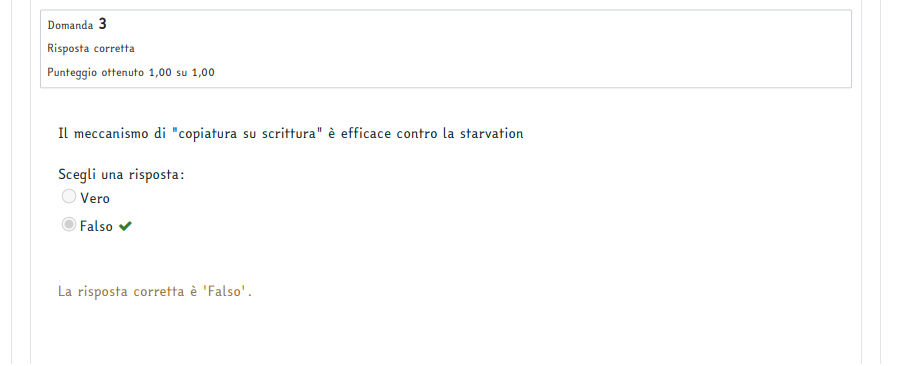 Domanda 3
Risposta corretta
Punteggio ottenuto 1,00 su 1,00
Il meccanismo di "copiatura su scrittura" è efficace contro la starvation
Scegli una risposta:
Vero
Falso
La risposta corretta è 'Falso'.